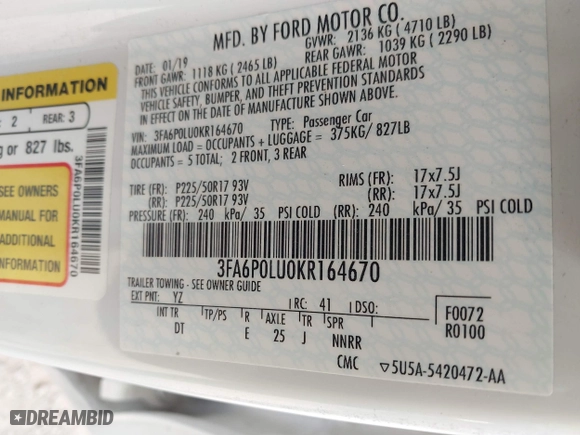 MFD. BY FORD MOTOR CO.
DATE: 01/19
GVWR: 2136 KG ( 4710 LB)
FRONT GAWR: 1118 KG ( 2465 LB)
REAR GAWR: 1039 KG ( 2290 LB)
THIS VEHICLE CONFORMS TO ALL APPLICABLE FEDERAL MOTOR
VEHICLE SAFETY, BUMPER, AND THEFT PREVENTION STANDARDS
IN EFFECT ON THE DATE OF MANUFACTURE SHOWN ABOVE.
VIN: 3FA6P0LU0KR164670 TYPE: Passenger Car
MAXIMUM LOAD = OCCUPANTS + LUGGAGE = 375KG/ 827LB
OCCUPANTS = 5 TOTAL; 2 FRONT, 3 REAR
TIRE (FR): P225/50R17 93V RIMS (FR): 17x7.5J
(RR): P225/50R17 93V (RR): 17x7.5J
PRESSURE (FR): 240 kPa/ 35 PSI COLD (RR): 240 kPa/ 35 PSI COLD
3FA6P0LU0KR164670
TRAILER TOWING - SEE OWNER GUIDE
EXT PNT: YZ RC: 41 DSO: F0072
INT TR TP/PS R AXLE TR SPR R0100
DT E 25 J NNRR
CMC ▽5U5A-5420472-AA
INFORMATION
2 REAR: 3
or 827 lbs.
SEE OWNERS
MANUAL FOR
ADDITIONAL
INFORMATION
3FA6P0LU0KR164670
DREAMBID